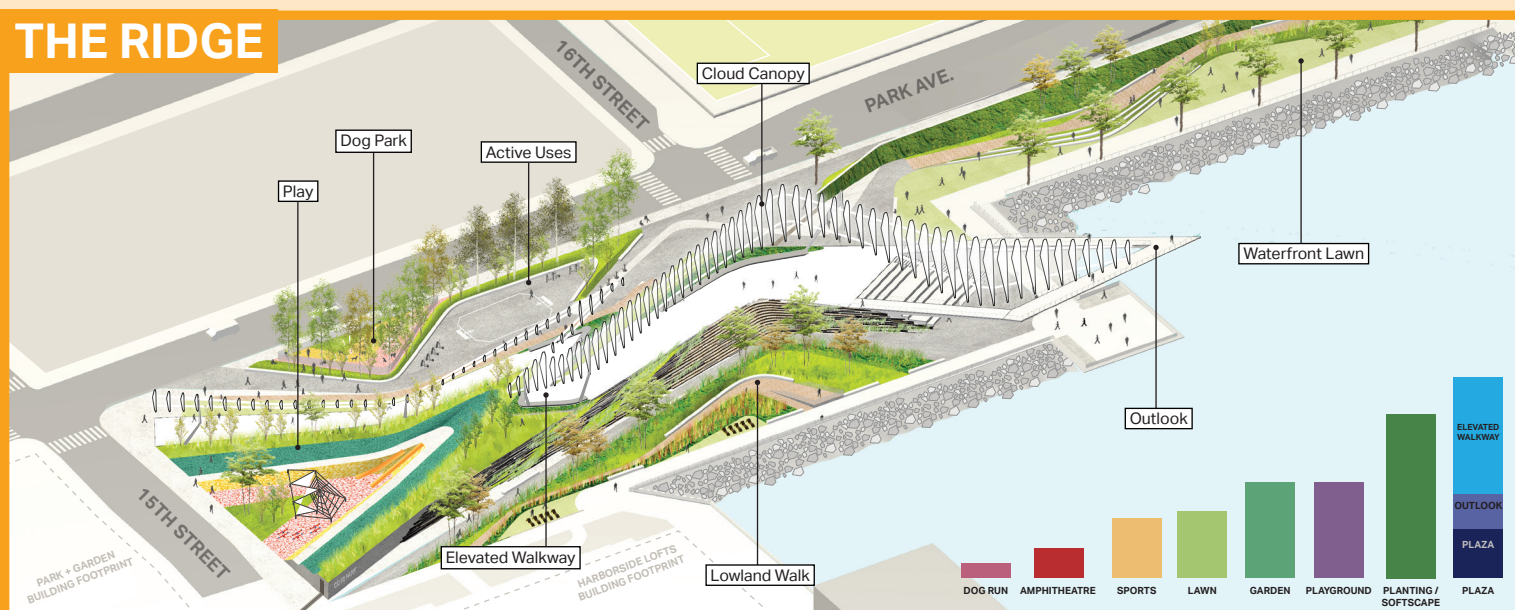 THE RIDGE
16TH STREET
Cloud Canopy
PARK AVE.
Dog Park
Active Uses
Play
Waterfront Lawn
Outlook
15TH STREET
Elevated Walkway
Lowland Walk
PARK + GARDEN
BUILDING FOOTPRINT
HARBORSIDE LOFTS
BUILDING FOOTPRINT
ELEVATED
WALKWAY
OUTLOOK
PLAZA
DOG RUN
AMPHITHEATRE
SPORTS
LAWN
GARDEN
PLAYGROUND
PLANTING /
SOFTSCAPE
PLAZA